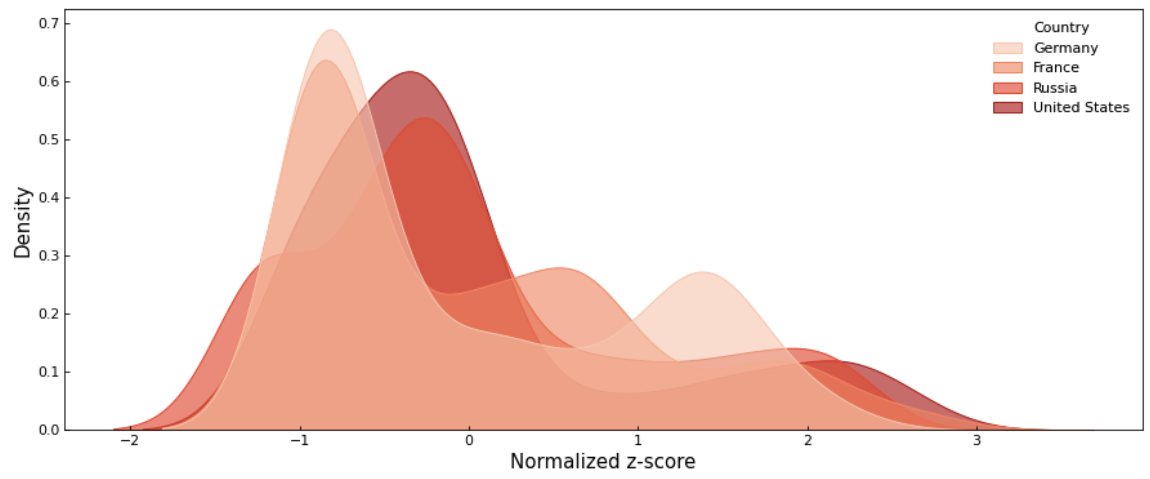 Country
Germany
France
Russia
United States
Density
0.7
0.6
0.5
0.4
0.3
0.2
0.1
0.0
−2
−1
0
1
2
3
Normalized z-score